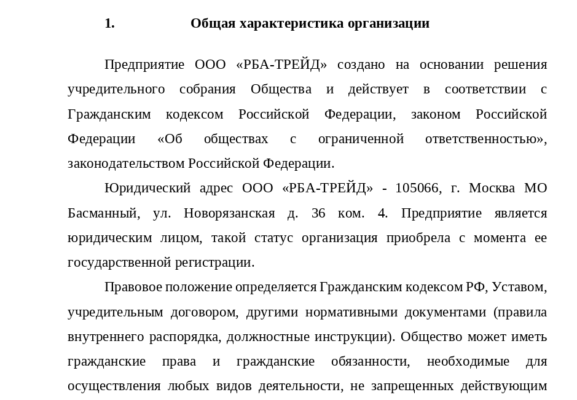 1. Общая характеристика организации
Предприятие ООО «РБА-ТРЕЙД» создано на основании решения
учредительного собрания Общества и действует в соответствии с
Гражданским кодексом Российской Федерации, законом Российской
Федерации «Об обществах с ограниченной ответственностью»,
законодательством Российской Федерации.
Юридический адрес ООО «РБА-ТРЕЙД» - 105066, г. Москва МО
Басманный, ул. Новорязанская д. 36 ком. 4. Предприятие является
юридическим лицом, такой статус организация приобрела с момента ее
государственной регистрации.
Правовое положение определяется Гражданским кодексом РФ, Уставом,
учредительным договором, другими нормативными документами (правила
внутреннего распорядка, должностные инструкции). Общество может иметь
гражданские права и гражданские обязанности, необходимые для
осуществления любых видов деятельности, не запрещенных действующим